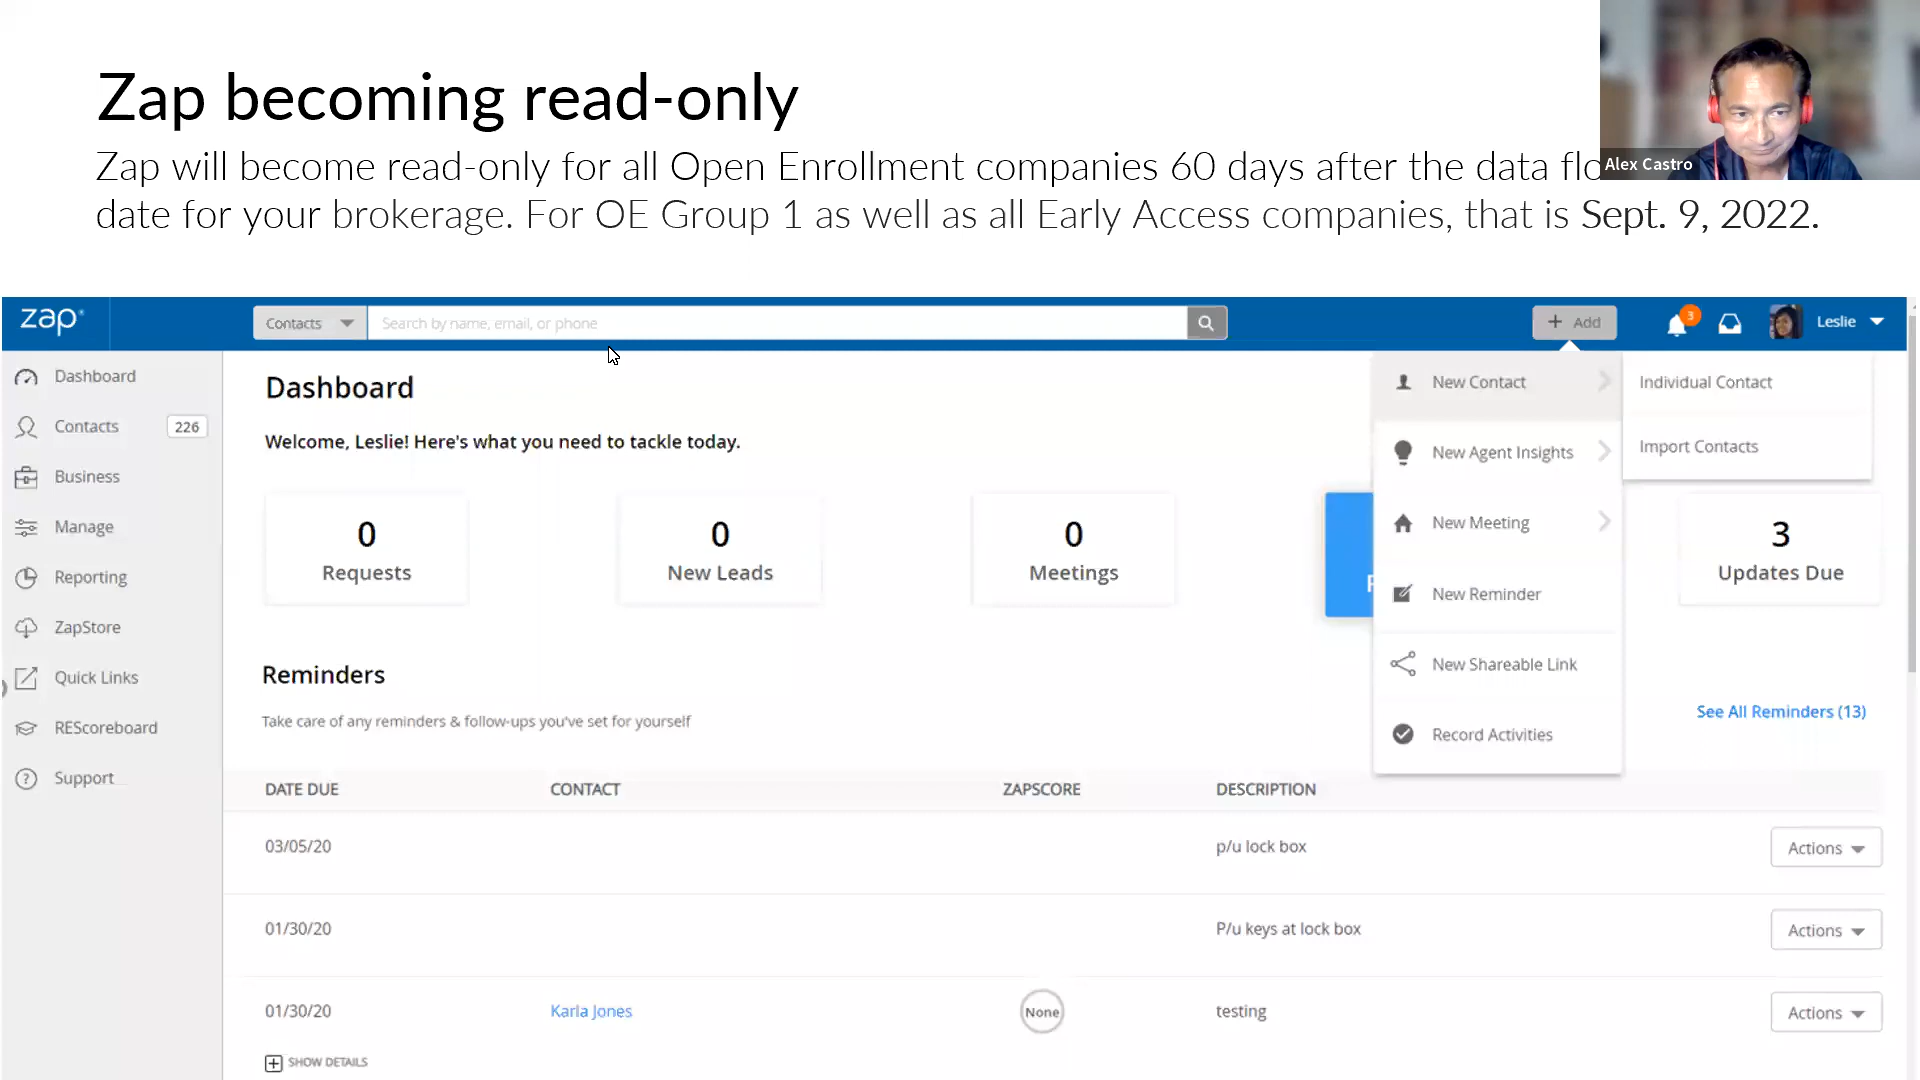 Zap becoming read-only
Zap will become read-only for all Open Enrollment companies 60 days after the data
date for your brokerage. For OE Group 1 as well as all Early Access companies, that is Sept. 9, 2022.
Alex Castro
zap
Contacts
Search by name, email, or phone
+ Add
3
Leslie
Dashboard
Contacts 226
Business
Manage
Reporting
ZapStore
Quick Links
REScoreboard
Support
Dashboard
Welcome, Leslie! Here's what you need to tackle today.
0
Requests
0
New Leads
0
Meetings
3
Updates Due
New Contact
New Agent Insights
New Meeting
New Reminder
New Shareable Link
Record Activities
Individual Contact
Import Contacts
Reminders
Take care of any reminders & follow-ups you've set for yourself
See All Reminders (13)
DATE DUE CONTACT ZAPSCORE DESCRIPTION
03/05/20 p/u lock box Actions
01/30/20 P/u keys at lock box Actions
01/30/20 Karla Jones None testing Actions
SHOW DETAILS